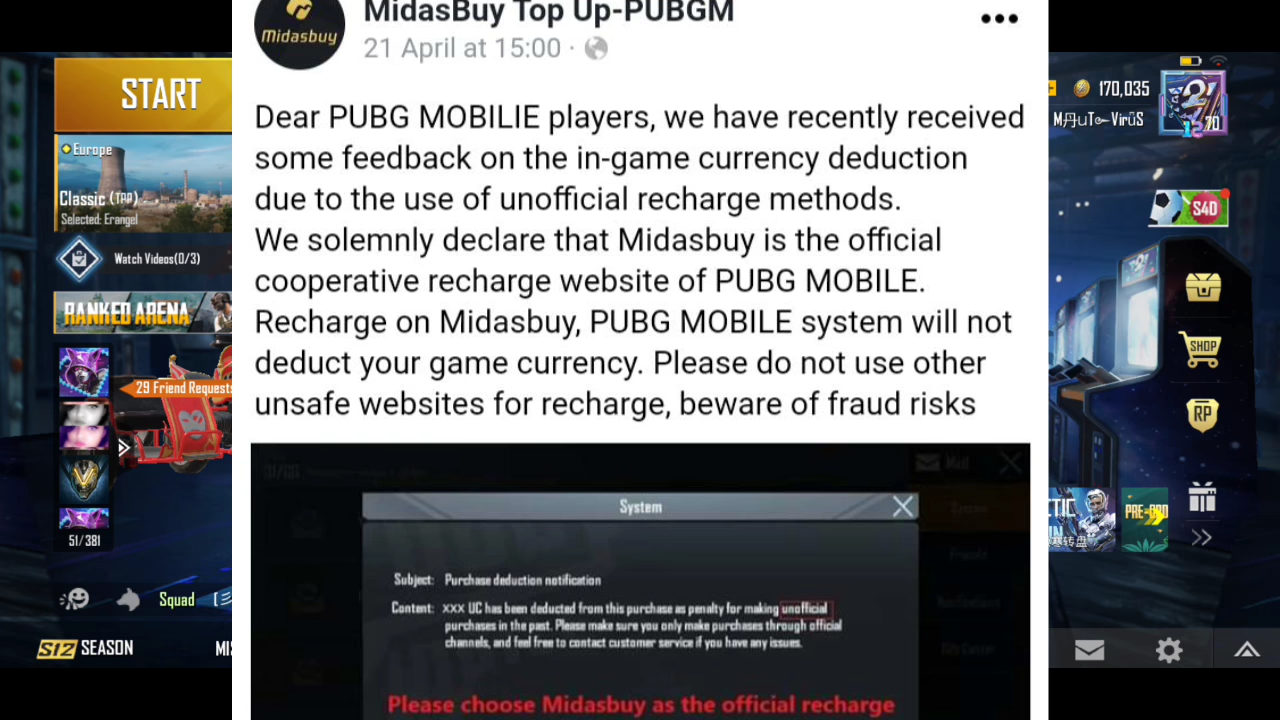 MidasBuy Top Up-PUBGM
Midasbuy
21 April at 15:00 ·
Dear PUBG MOBILIE players, we have recently received
some feedback on the in-game currency deduction
due to the use of unofficial recharge methods.
We solemnly declare that Midasbuy is the official
cooperative recharge website of PUBG MOBILE.
Recharge on Midasbuy, PUBG MOBILE system will not
deduct your game currency. Please do not use other
unsafe websites for recharge, beware of fraud risks
Mail
System
Subject: Purchase deduction notification
Content: XXX UC has been deducted from this purchase as penalty for making unofficial
purchases in the past. Please make sure you only make purchases through official
channels, and feel free to contact customer service if you have any issues.
Please choose Midasbuy as the official recharge
START
Europe
Classic (TPP)
Selected: Erangel
Watch Videos(0/3)
RANKED ARENA
29 Friend Requests
51/381
Squad
S12 SEASON
170,035
70
S4D
SHOP
RP